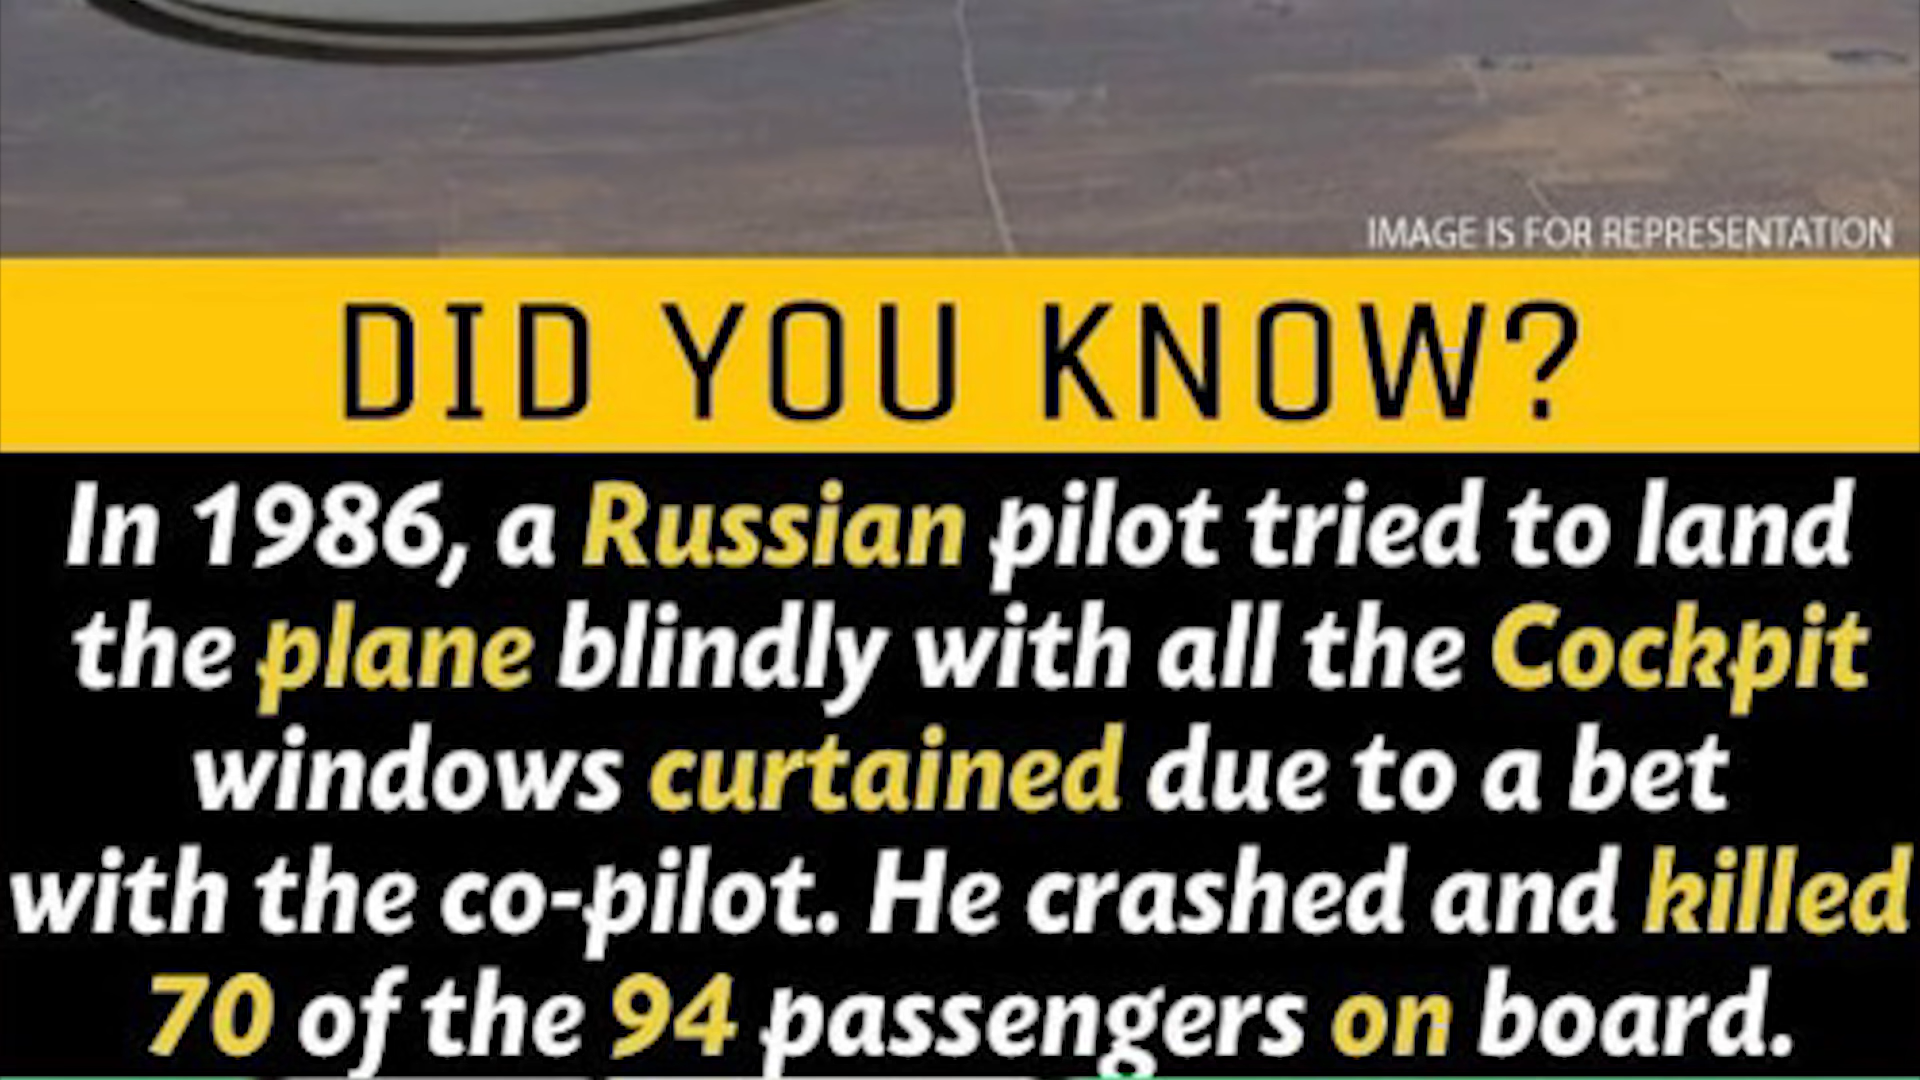 IMAGE IS FOR REPRESENTATION
DID YOU KNOW?
In 1986, a Russian pilot tried to land
the plane blindly with all the Cockpit
windows curtained due to a bet
with the co-pilot. He crashed and killed
70 of the 94 passengers on board.